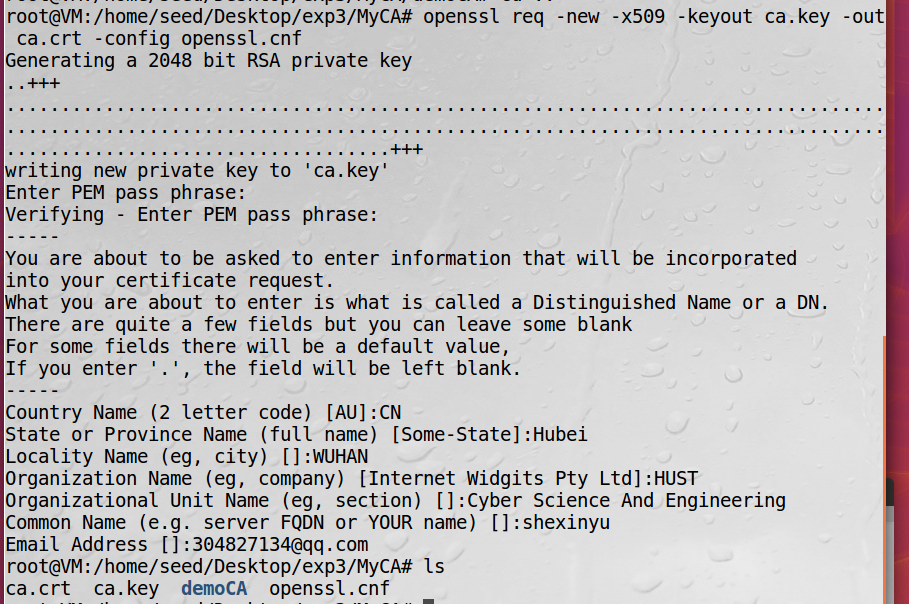 root@VM:/home/seed/Desktop/exp3/MyCA# openssl req -new -x509 -keyout ca.key -out
 ca.crt -config openssl.cnf
Generating a 2048 bit RSA private key
..+++
................................................................................
................................................................................
...................................+++
writing new private key to 'ca.key'
Enter PEM pass phrase:
Verifying - Enter PEM pass phrase:
-----
You are about to be asked to enter information that will be incorporated
into your certificate request.
What you are about to enter is what is called a Distinguished Name or a DN.
There are quite a few fields but you can leave some blank
For some fields there will be a default value,
If you enter '.', the field will be left blank.
-----
Country Name (2 letter code) [AU]:CN
State or Province Name (full name) [Some-State]:Hubei
Locality Name (eg, city) []:WUHAN
Organization Name (eg, company) [Internet Widgits Pty Ltd]:HUST
Organizational Unit Name (eg, section) []:Cyber Science And Engineering
Common Name (e.g. server FQDN or YOUR name) []:shexinyu
Email Address []:304827134@qq.com
root@VM:/home/seed/Desktop/exp3/MyCA# ls
ca.crt  ca.key  demoCA  openssl.cnf